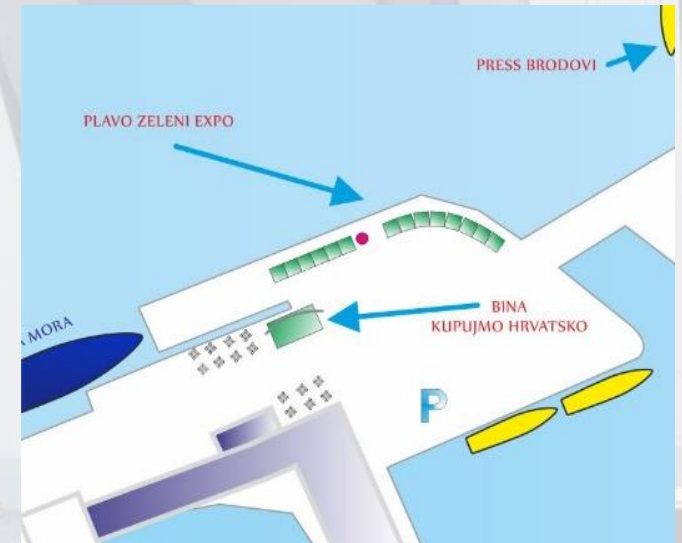 PRESS BRODOVI
PLAVO ZELENI EXPO
BINA
KUPUJMO HRVATSKO
MORA
P